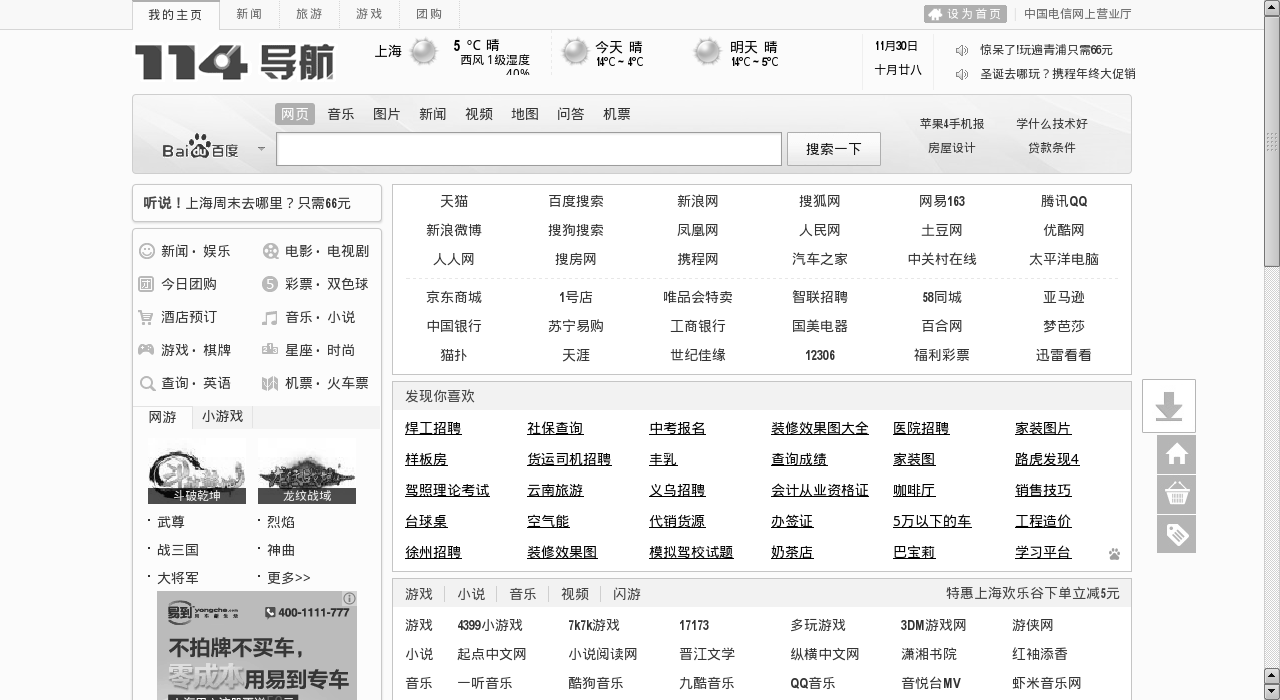 我的主页 新闻 旅游 游戏 团购 设为首页 中国电信网上营业厅
114 导航 上海 5 ℃ 晴 西风 1级湿度 40% 今天 晴 14℃ ~ 4℃ 明天 晴 14℃ ~ 5℃ 11月30日 十月廿八
惊呆了!玩遍青浦只需66元
圣诞去哪玩？携程年终大促销
网页 音乐 图片 新闻 视频 地图 问答 机票
Bai du 百度 搜索一下
苹果4手机报 学什么技术好
房屋设计 贷款条件
听说！上海周末去哪里？只需66元
新闻· 娱乐 电影· 电视剧
今日团购 彩票· 双色球
酒店预订 音乐· 小说
游戏· 棋牌 星座· 时尚
查询· 英语 机票· 火车票
网游 小游戏
斗破乾坤 龙纹战域
· 武尊 · 烈焰
· 战三国 · 神曲
· 大将军 · 更多>>
易到 yongche.com 400-1111-777
不拍牌不买车，
零成本用易到专车
天猫 百度搜索 新浪网 搜狐网 网易163 腾讯QQ
新浪微博 搜狗搜索 凤凰网 人民网 土豆网 优酷网
人人网 搜房网 携程网 汽车之家 中关村在线 太平洋电脑
京东商城 1号店 唯品会特卖 智联招聘 58同城 亚马逊
中国银行 苏宁易购 工商银行 国美电器 百合网 梦芭莎
猫扑 天涯 世纪佳缘 12306 福利彩票 迅雷看看
发现你喜欢
焊工招聘 社保查询 中考报名 装修效果图大全 医院招聘 家装图片
样板房 货运司机招聘 丰乳 查询成绩 家装图 路虎发现4
驾照理论考试 云南旅游 义乌招聘 会计从业资格证 咖啡厅 销售技巧
台球桌 空气能 代销货源 办签证 5万以下的车 工程造价
徐州招聘 装修效果图 模拟驾校试题 奶茶店 巴宝莉 学习平台
游戏 小说 音乐 视频 闪游 特惠上海欢乐谷下单立减5元
游戏 4399小游戏 7k7k游戏 17173 多玩游戏 3DM游戏网 游侠网
小说 起点中文网 小说阅读网 晋江文学 纵横中文网 潇湘书院 红袖添香
音乐 一听音乐 酷狗音乐 九酷音乐 QQ音乐 音悦台MV 虾米音乐网